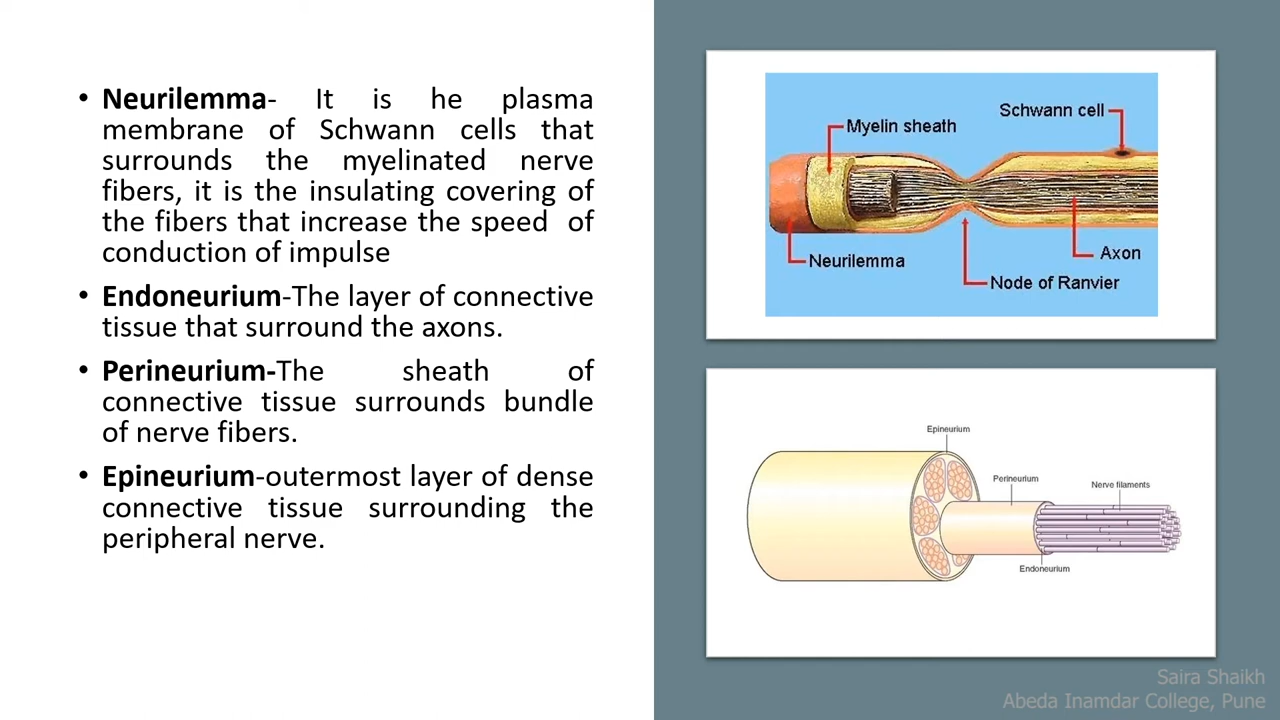 • Neurilemma- It is he plasma
membrane of Schwann cells that
surrounds the myelinated nerve
fibers, it is the insulating covering of
the fibers that increase the speed of
conduction of impulse
• Endoneurium-The layer of connective
tissue that surround the axons.
• Perineurium-The sheath of
connective tissue surrounds bundle
of nerve fibers.
• Epineurium-outermost layer of dense
connective tissue surrounding the
peripheral nerve.
Schwann cell
Myelin sheath
Axon
Neurilemma
Node of Ranvier
Epineurium
Perineurium
Nerve filaments
Endoneurium
Saira Shaikh
Abeda Inamdar College, Pune